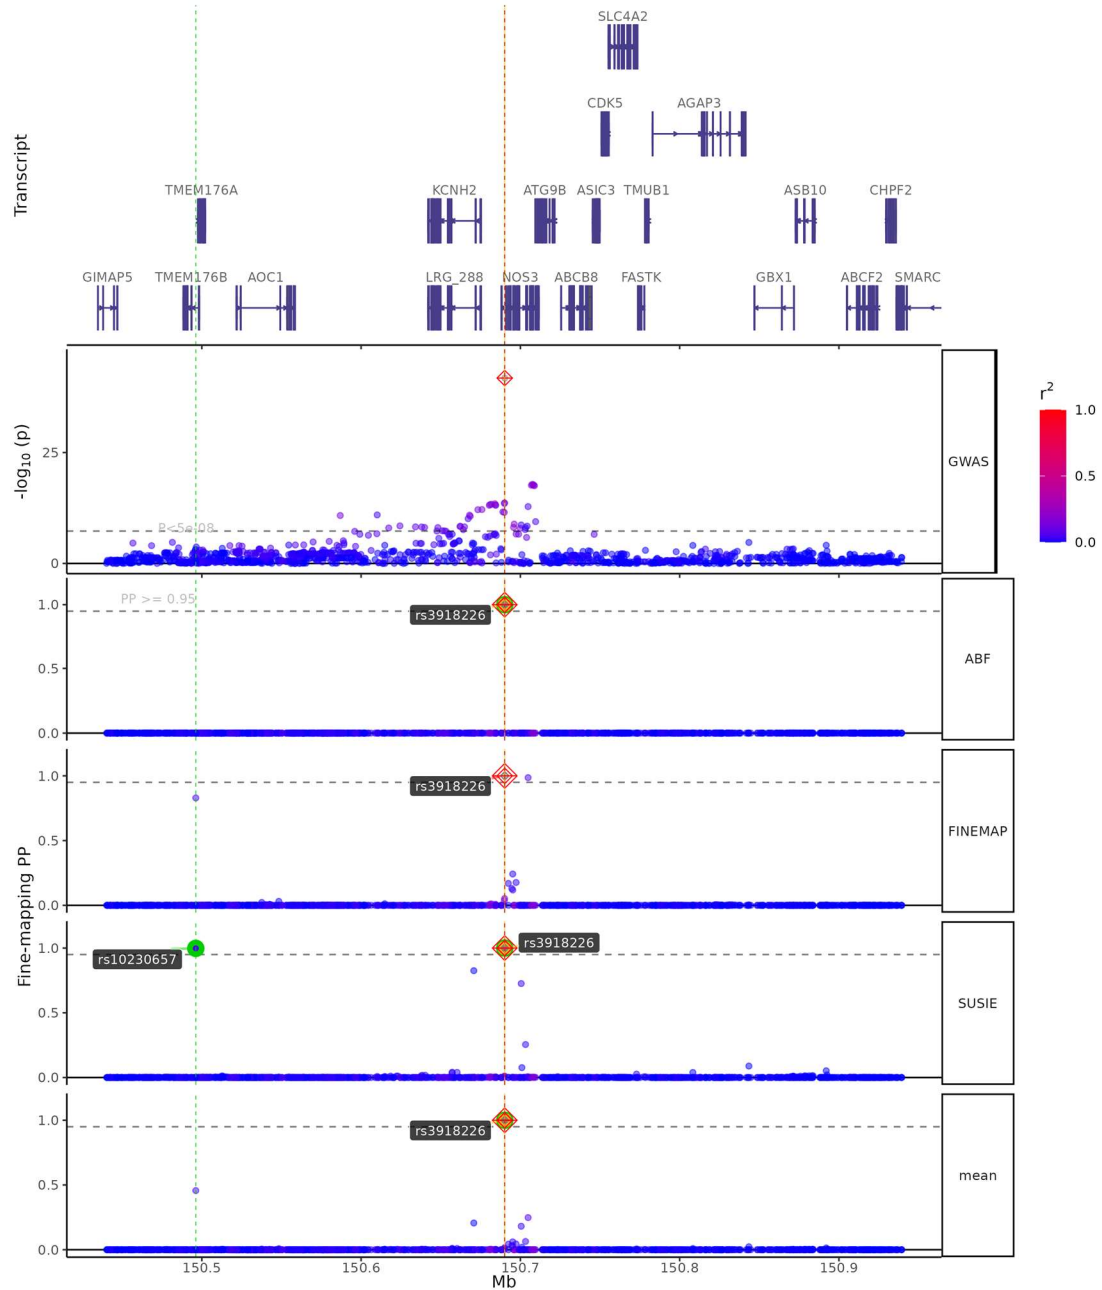 SLC4A2
CDK5 AGAP3
TMEM176A KCNH2 ATG9B ASIC3 TMUB1 ASB10 CHPF2
GIMAP5 TMEM176B AOC1 LRG_288 NOS3 ABCB8 FASTK GBX1 ABCF2 SMARC
Transcript
-log10 (p)
25
0
P<5e-08
GWAS
r2
1.0
0.5
0.0
Fine-mapping PP
1.0
0.5
0.0
PP >= 0.95
rs3918226
ABF
1.0
0.5
0.0
rs3918226
FINEMAP
1.0
0.5
0.0
rs10230657
rs3918226
SUSIE
1.0
0.5
0.0
rs3918226
mean
150.5 150.6 150.7 150.8 150.9
Mb